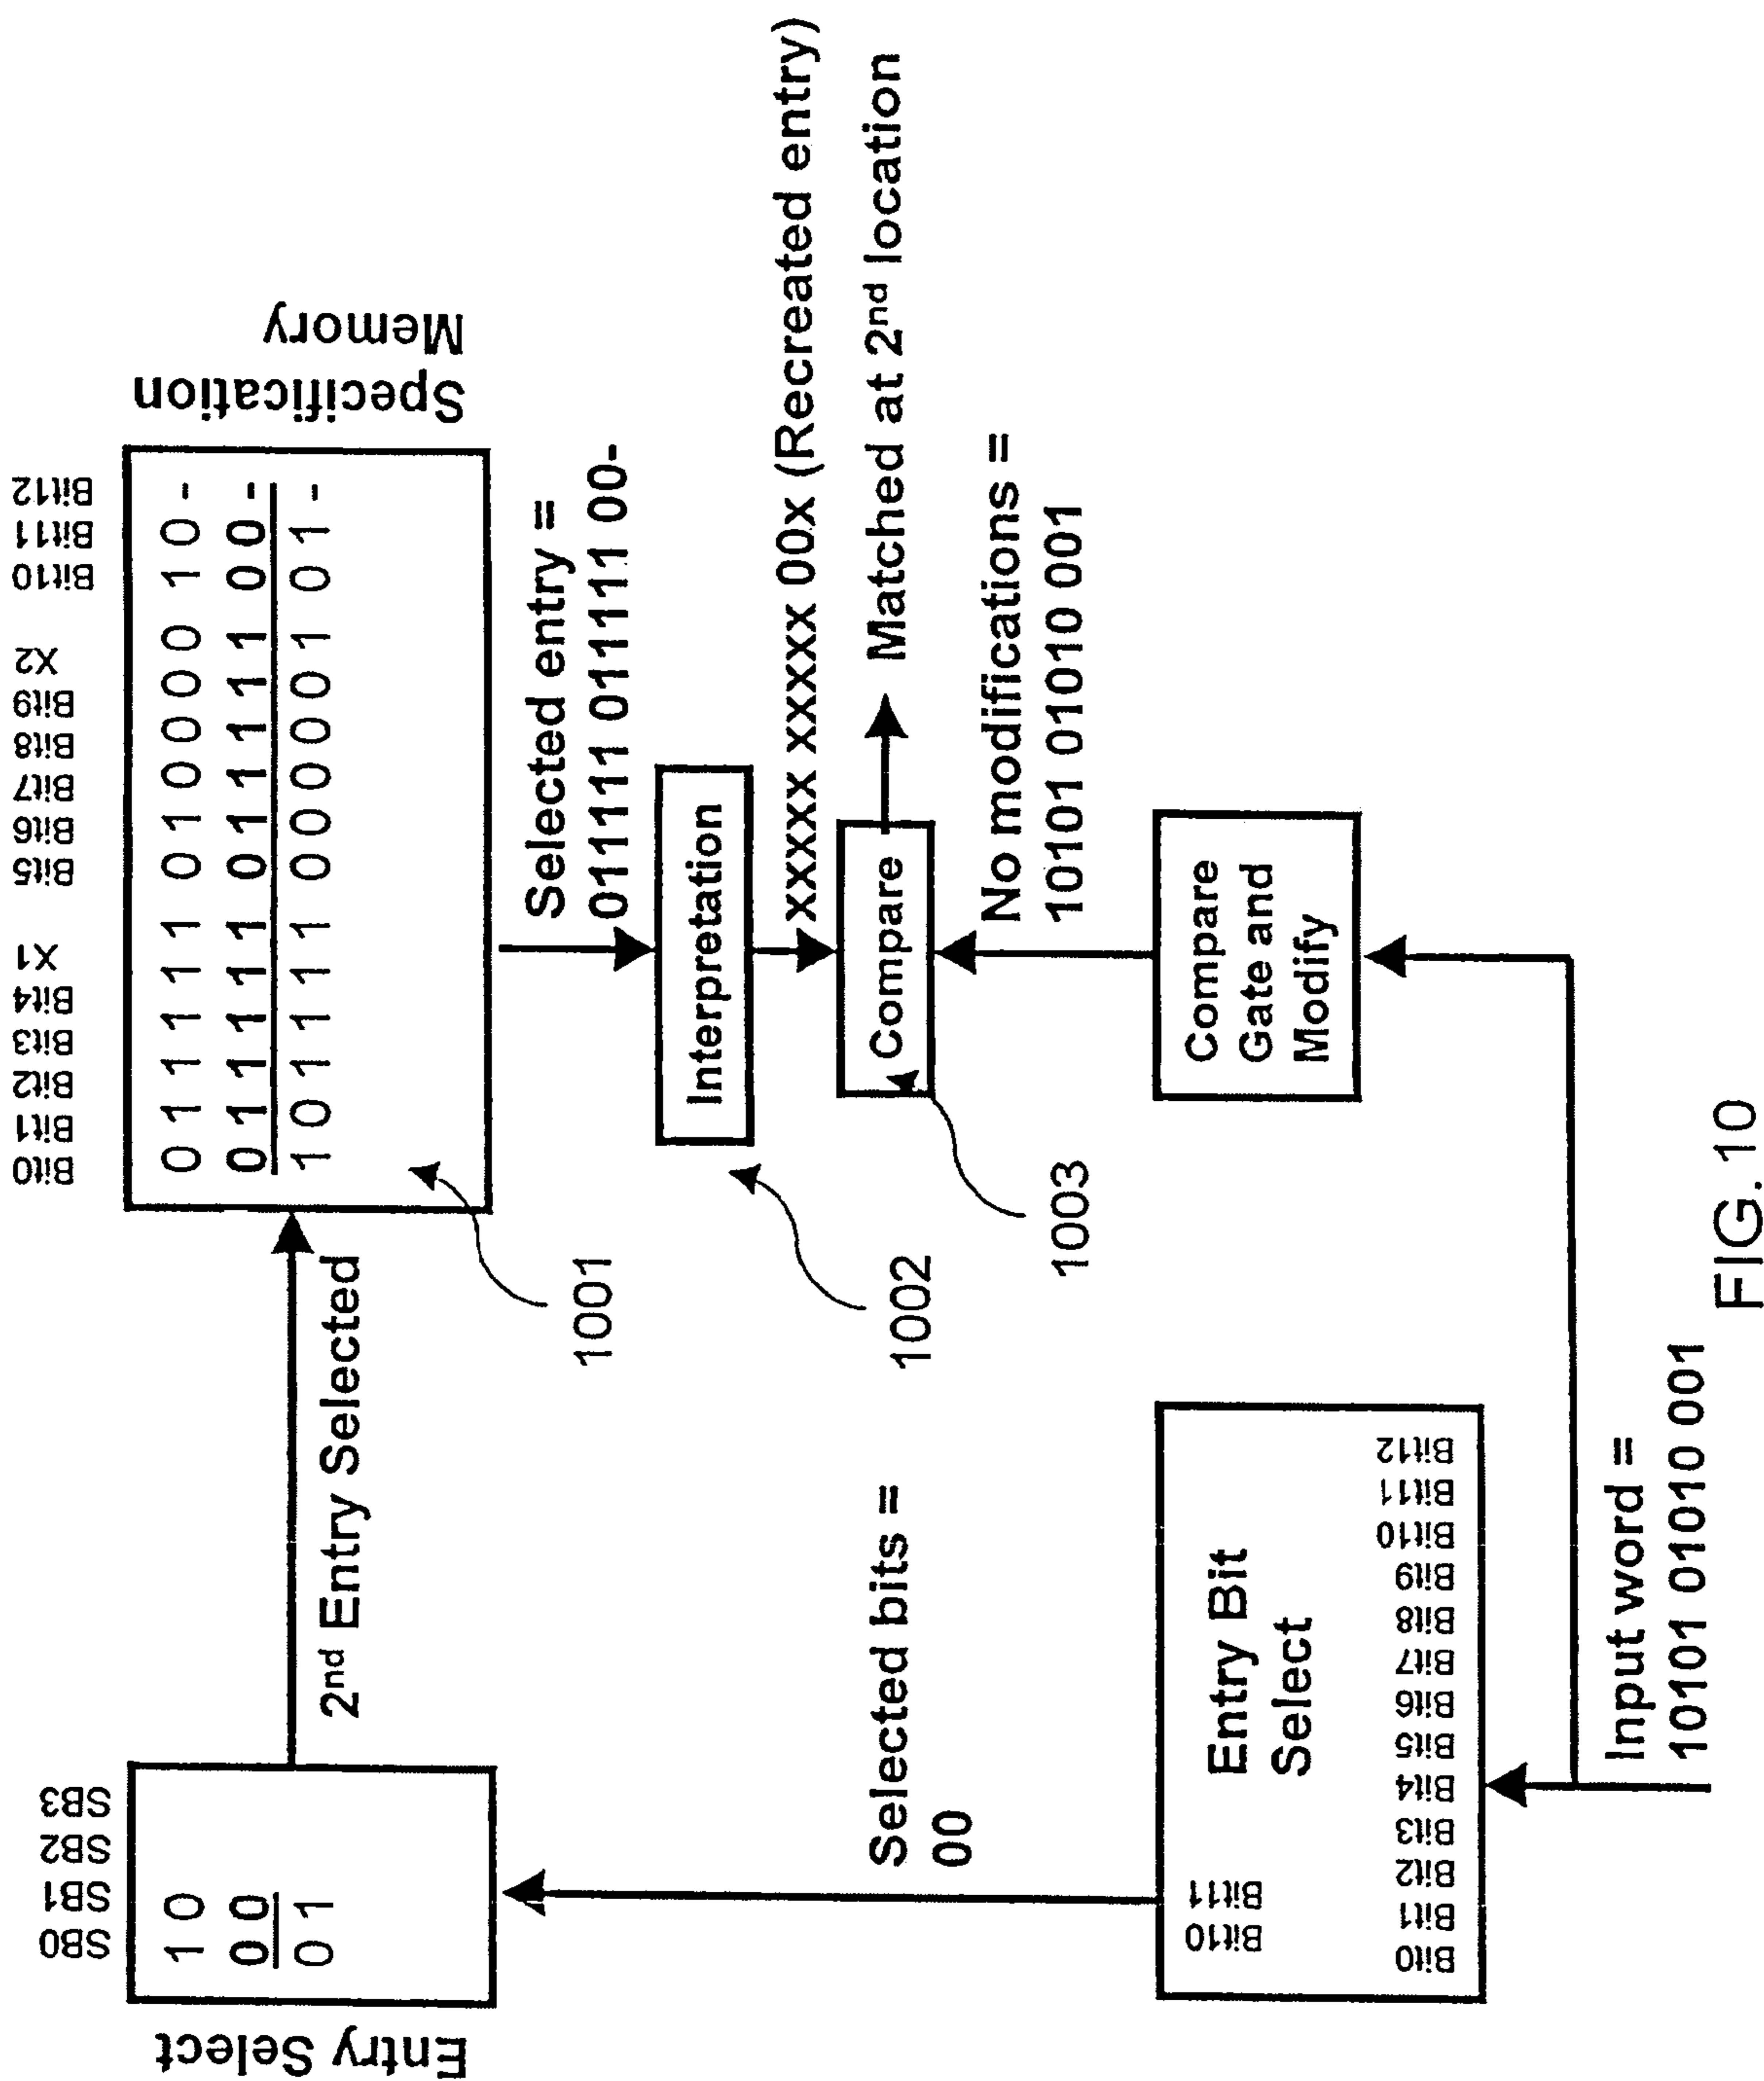 Entry Select
SB0 SB1 SB2 SB3
1 0
0 0
0 1
2nd Entry Selected
Specification
Memory
Bit0 Bit1 Bit2 Bit3 Bit4 X1 Bit5 Bit6 Bit7 Bit8 Bit9 X2 Bit10 Bit11 Bit12
0 1 1 1 1 1 0 1 0 0 0 0 1 0 -
0 1 1 1 1 1 0 1 1 1 1 1 0 0 -
1 0 1 1 1 1 0 0 0 0 0 1 0 1 -
1001
Selected entry =
011111 011111 00-
Interpretation
1002
xxxxx xxxxx 00x (Recreated entry)
Compare
Matched at 2nd location
1003
No modifications =
10101 01010 001
Compare
Gate and
Modify
Selected bits =
00
Bit10 Bit11
Entry Bit
Select
Bit0 Bit1 Bit2 Bit3 Bit4 Bit5 Bit6 Bit7 Bit8 Bit9 Bit10 Bit11 Bit12
Input word =
10101 01010 001
FIG. 10